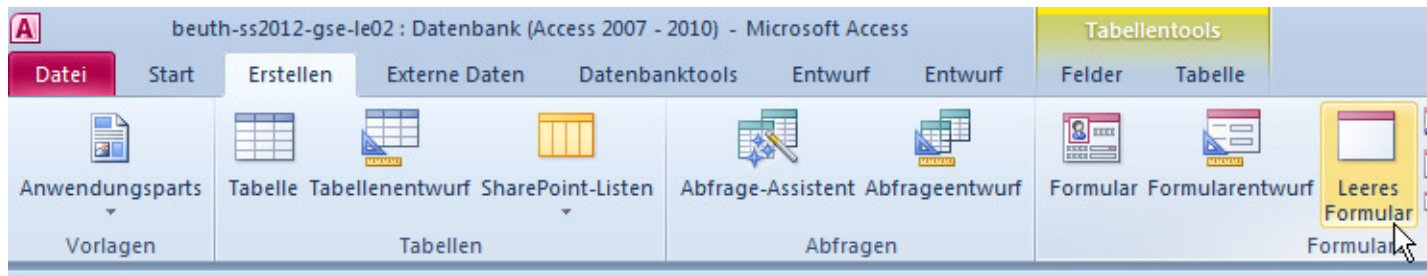 A beuth-ss2012-gse-le02 : Datenbank (Access 2007 - 2010) - Microsoft Access Tabellentools
Datei Start Erstellen Externe Daten Datenbanktools Entwurf Entwurf Felder Tabelle
Anwendungsparts Tabelle Tabellenentwurf SharePoint-Listen Abfrage-Assistent Abfrageentwurf Formular Formularentwurf Leeres
Formular
Vorlagen Tabellen Abfragen Formular